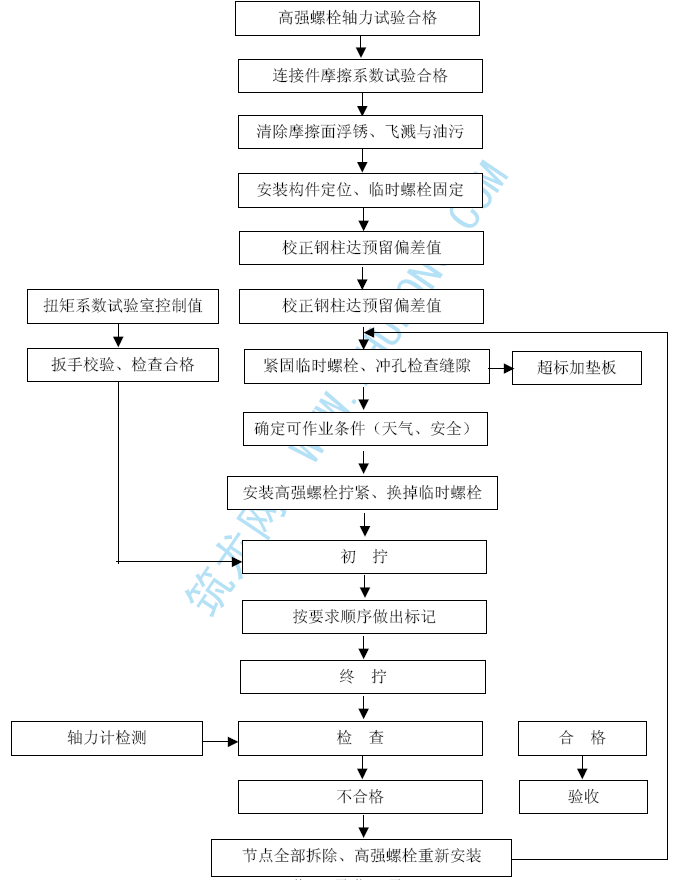 高强螺栓轴力试验合格
连接件摩擦系数试验合格
清除摩擦面浮锈、飞溅与油污
安装构件定位、临时螺栓固定
校正钢柱达预留偏差值
扭矩系数试验室控制值
校正钢柱达预留偏差值
扳手校验、检查合格
紧固临时螺栓、冲孔检查缝隙
超标加垫板
确定可作业条件（天气、安全）
安装高强螺栓拧紧、换掉临时螺栓
初 拧
按要求顺序做出标记
终 拧
轴力计检测
检 查
合 格
不合格
验收
节点全部拆除、高强螺栓重新安装